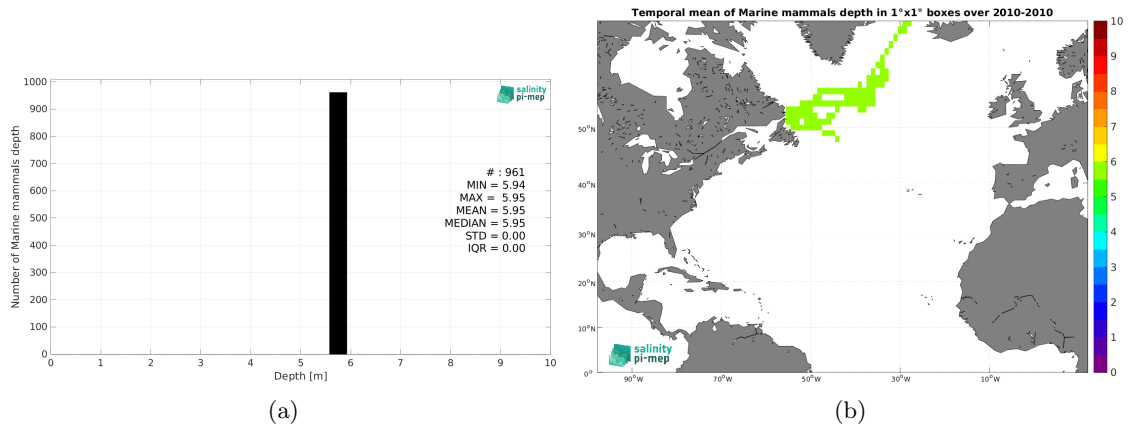 1000
900
800
700
600
500
400
300
200
100
0
Number of Marine mammals depth
salinity
pi-mep
# : 961
MIN = 5.94
MAX = 5.95
MEAN = 5.95
MEDIAN = 5.95
STD = 0.00
IQR = 0.00
0 1 2 3 4 5 6 7 8 9 10
Depth [m]
(a)
Temporal mean of Marine mammals depth in 1°x1° boxes over 2010-2010
50°N
40°N
30°N
20°N
10°N
0°
90°W 70°W 50°W 30°W 10°W
salinity
pi-mep
10
9
8
7
6
5
4
3
2
1
0
(b)